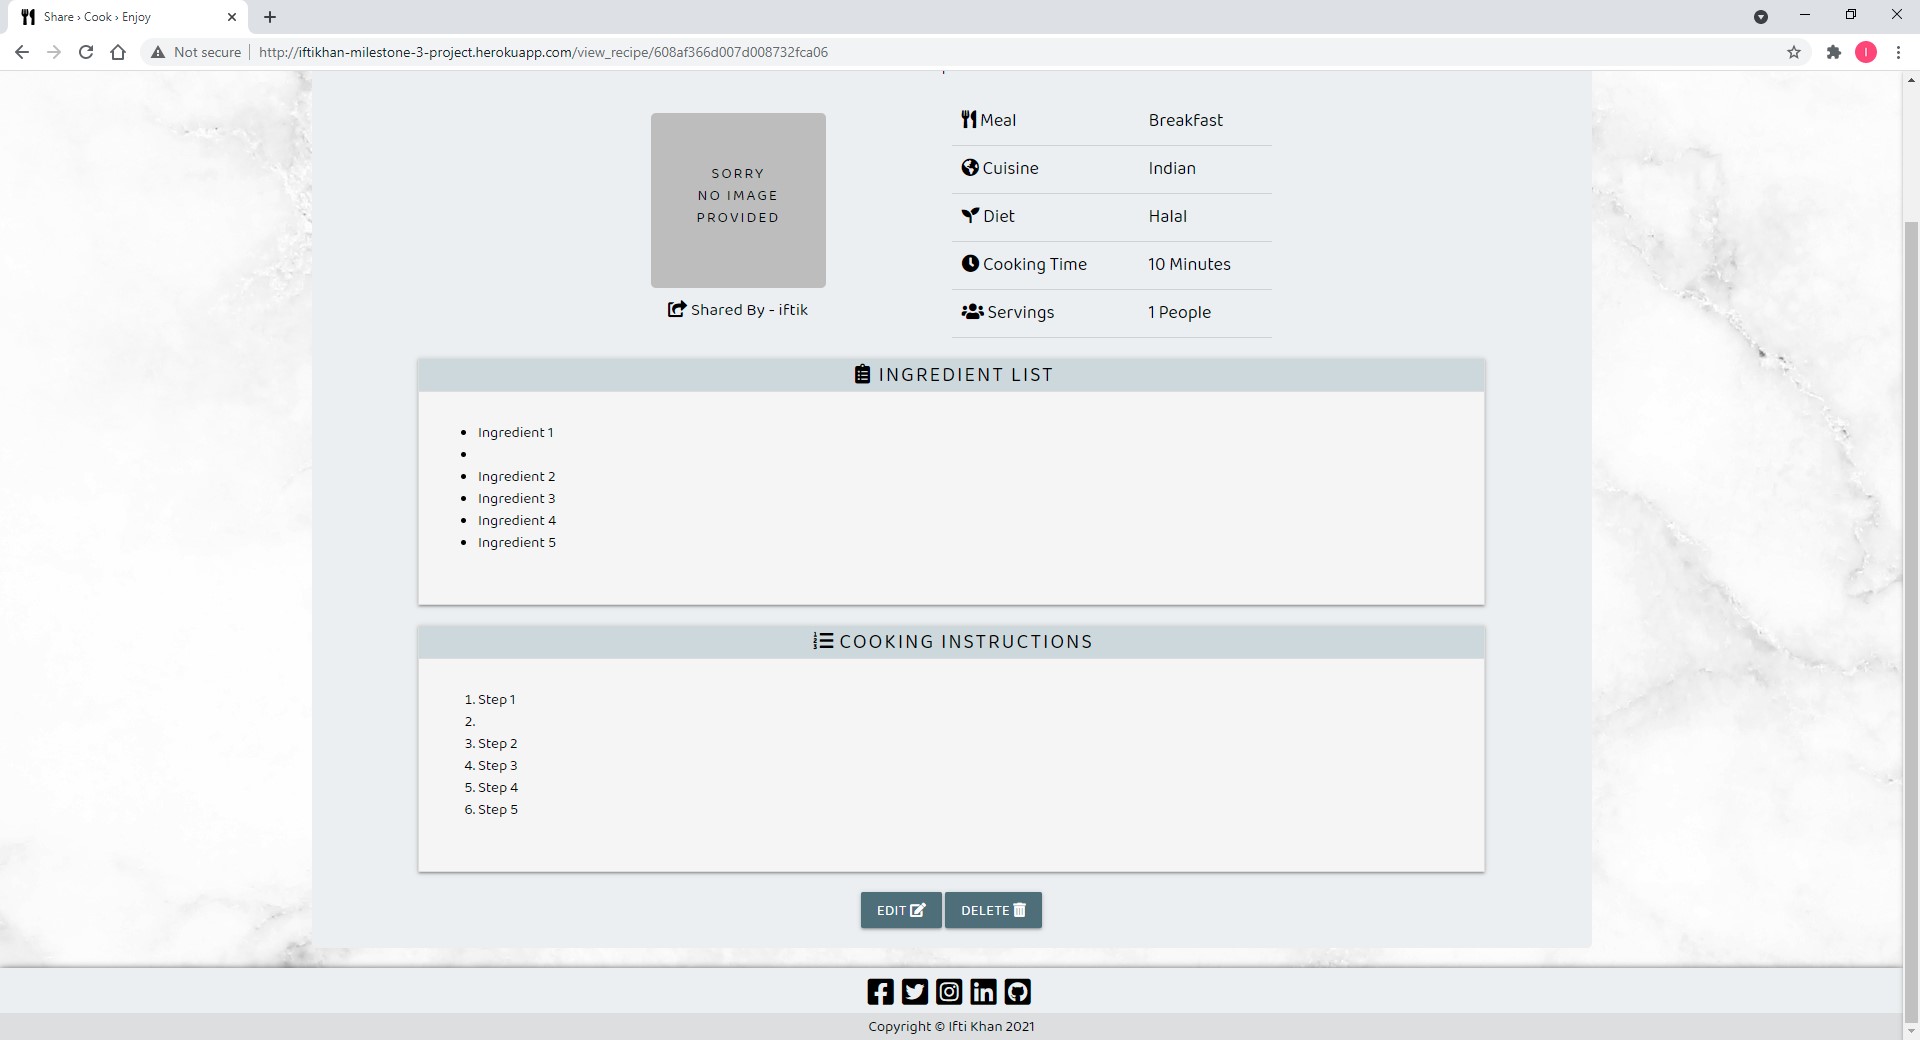 Share › Cook › Enjoy
Not secure
http://iftikhan-milestone-3-project.herokuapp.com/view_recipe/608af366d007d008732fca06
I
SORRY
NO IMAGE
PROVIDED
Shared By - iftik
Meal Breakfast
Cuisine Indian
Diet Halal
Cooking Time 10 Minutes
Servings 1 People
INGREDIENT LIST
• Ingredient 1
•
• Ingredient 2
• Ingredient 3
• Ingredient 4
• Ingredient 5
COOKING INSTRUCTIONS
1. Step 1
2.
3. Step 2
4. Step 3
5. Step 4
6. Step 5
EDIT DELETE
Copyright © Ifti Khan 2021